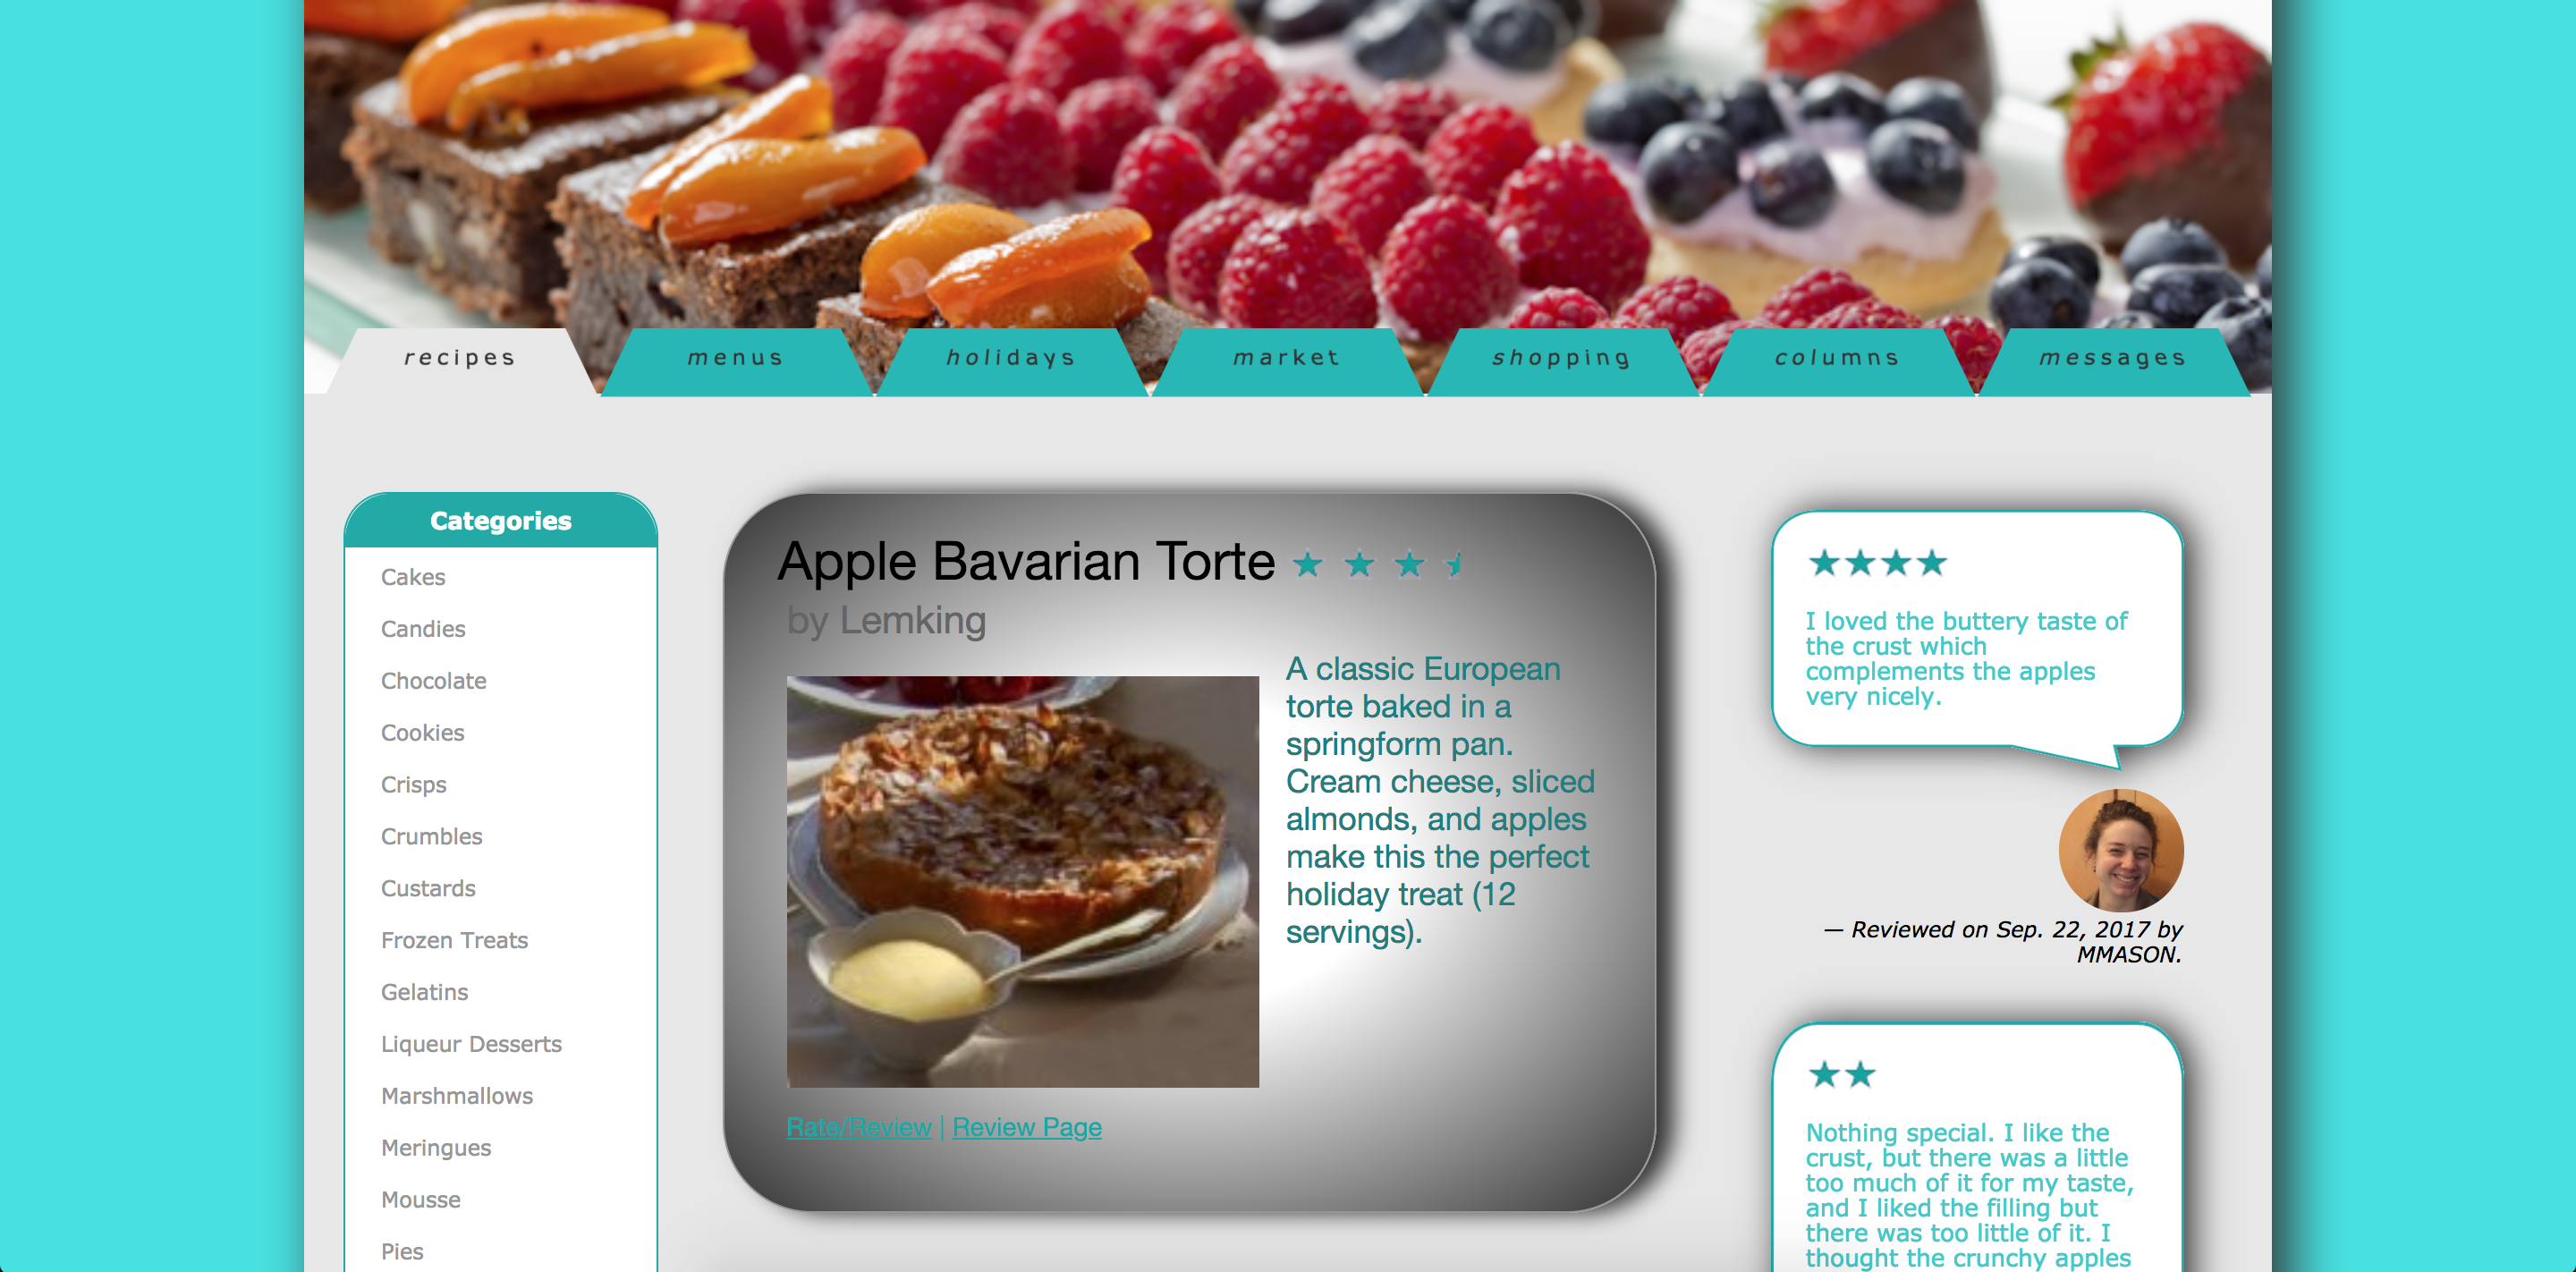 recipes
menus
holidays
market
shopping
columns
messages
Categories
Cakes
Candies
Chocolate
Cookies
Crisps
Crumbles
Custards
Frozen Treats
Gelatins
Liqueur Desserts
Marshmallows
Meringues
Mousse
Pies
Apple Bavarian Torte
by Lemking
A classic European
torte baked in a
springform pan.
Cream cheese, sliced
almonds, and apples
make this the perfect
holiday treat (12
servings).
Rate/Review | Review Page
I loved the buttery taste of
the crust which
complements the apples
very nicely.
— Reviewed on Sep. 22, 2017 by
MMASON.
Nothing special. I like the
crust, but there was a little
too much of it for my taste,
and I liked the filling but
there was too little of it. I
thought the crunchy apples